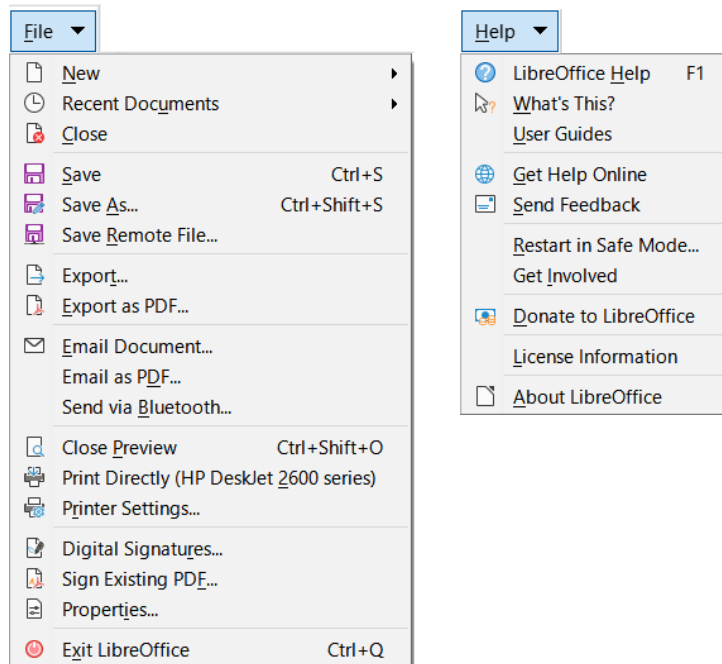 File
New
Recent Documents
Close
Save Ctrl+S
Save As... Ctrl+Shift+S
Save Remote File...
Export...
Export as PDF...
Email Document...
Email as PDF...
Send via Bluetooth...
Close Preview Ctrl+Shift+O
Print Directly (HP DeskJet 2600 series)
Printer Settings...
Digital Signatures...
Sign Existing PDF...
Properties...
Exit LibreOffice Ctrl+Q
Help
LibreOffice Help F1
What's This?
User Guides
Get Help Online
Send Feedback
Restart in Safe Mode...
Get Involved
Donate to LibreOffice
License Information
About LibreOffice